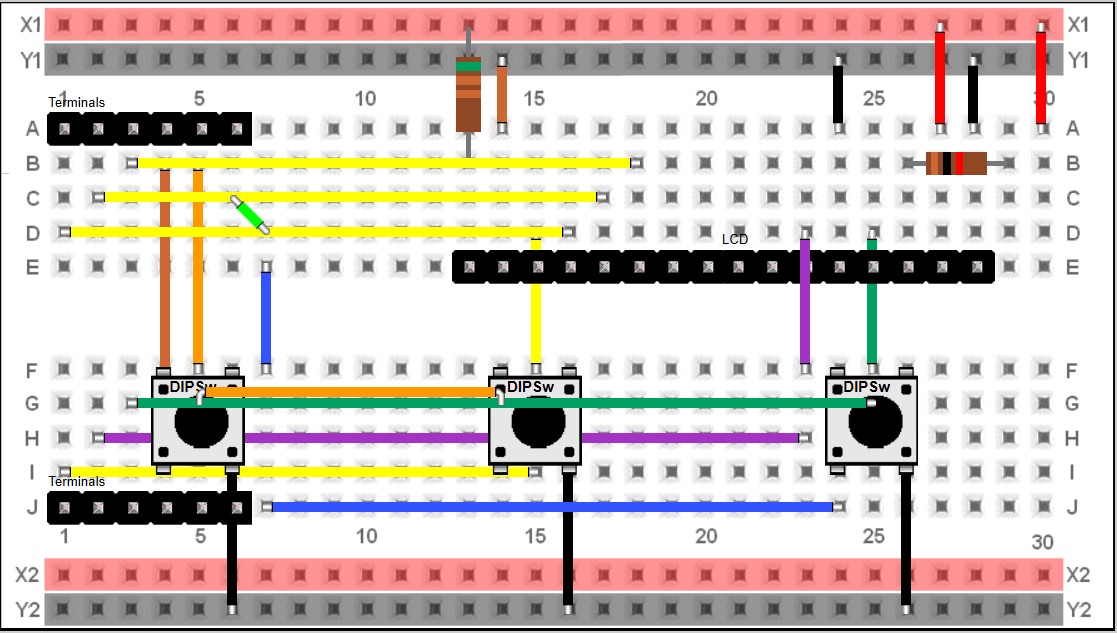 X1 X1
Y1 Y1
1 5 10 15 20 25 30
Terminals
A A
B B
C C
D D
LCD
E E
F F
DIPSw DIPSw DIPSw
G G
H H
I I
Terminals
J J
1 5 10 15 20 25 30
X2 X2
Y2 Y2